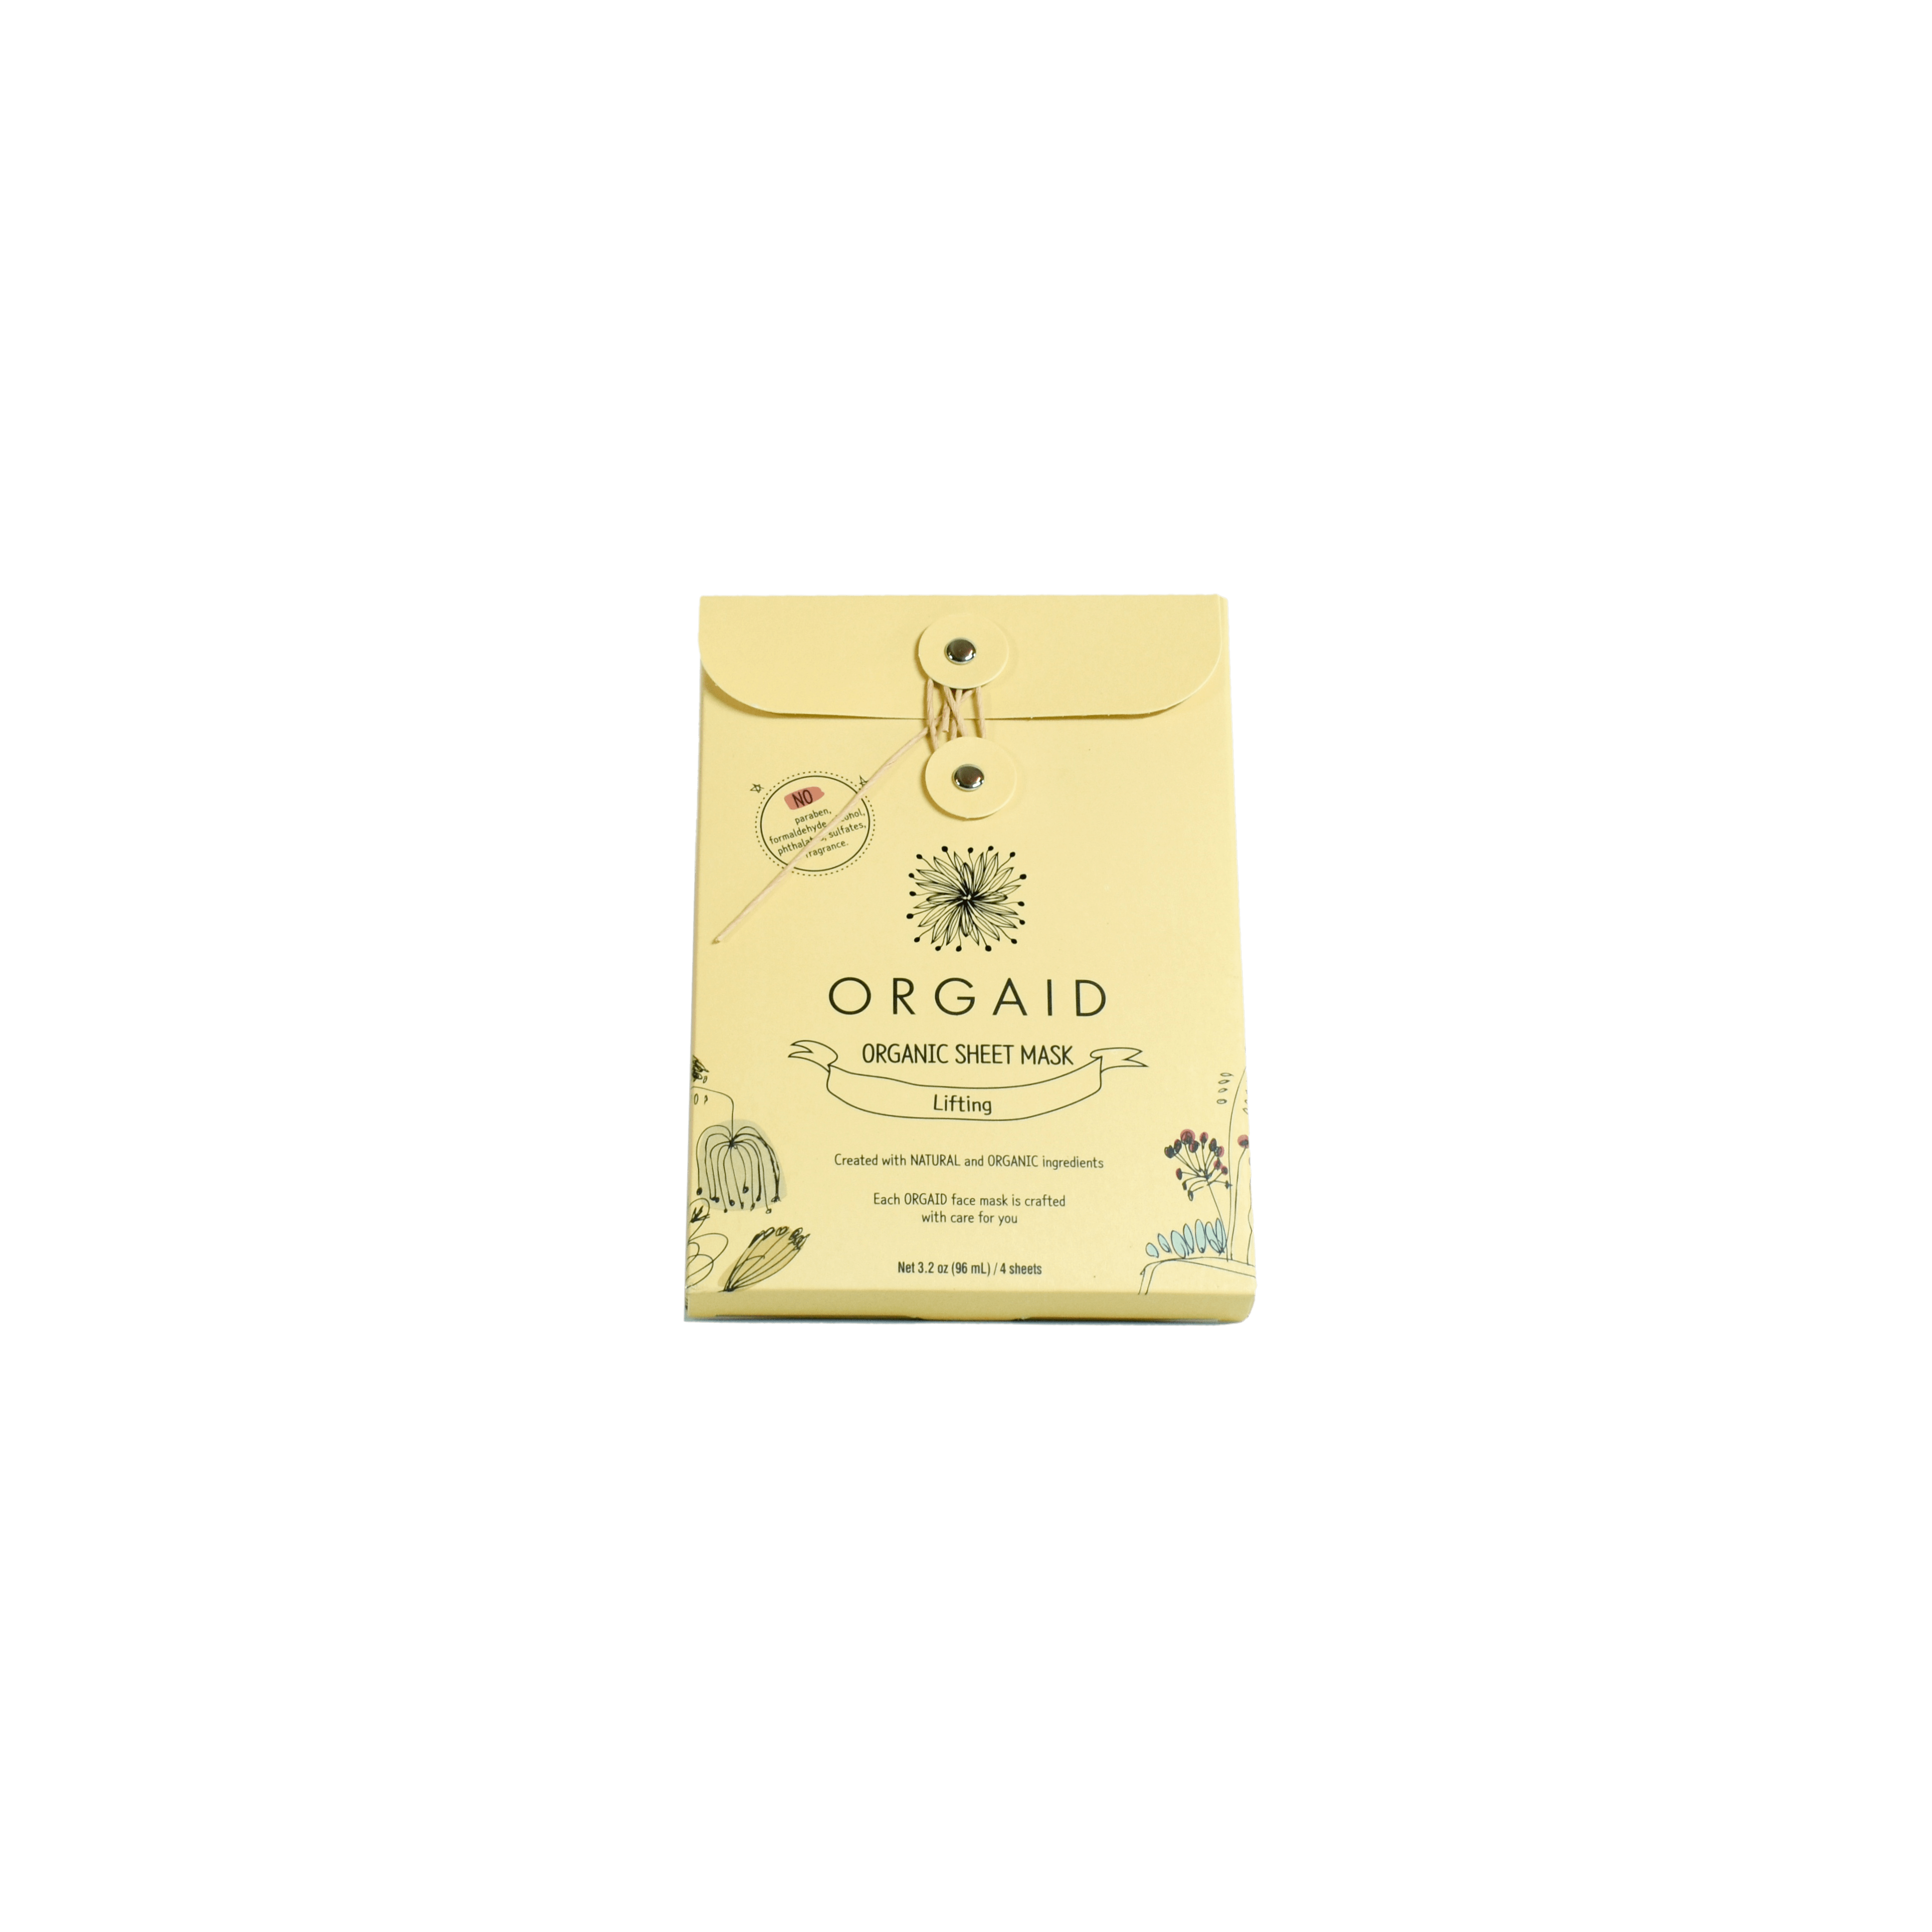 NO
paraben,
formaldehyde,
sulfates,
ORGAID
ORGANIC SHEET MASK
Lifting
Created with NATURAL and ORGANIC ingredients
Each ORGAID face mask is crafted
with care for you
Net 3.2 oz (96 mL) / 4 sheets